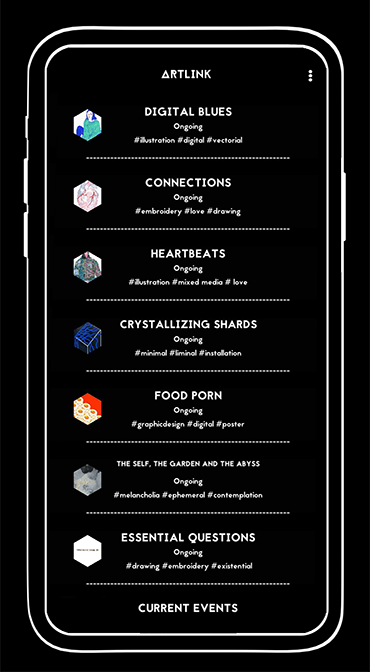 ARTLINK
DIGITAL BLUES
Ongoing
#illustration #digital #vectorial
CONNECTIONS
Ongoing
#embroidery #love #drawing
HEARTBEATS
Ongoing
#illustration #mixed media # love
CRYSTALLIZING SHARDS
Ongoing
#minimal #liminal #installation
FOOD PORN
Ongoing
#graphicdesign #digital #poster
THE SELF, THE GARDEN AND THE ABYSS
Ongoing
#melancholia #ephemeral #contemplation
ESSENTIAL QUESTIONS
Ongoing
#drawing #embroidery #existential
CURRENT EVENTS